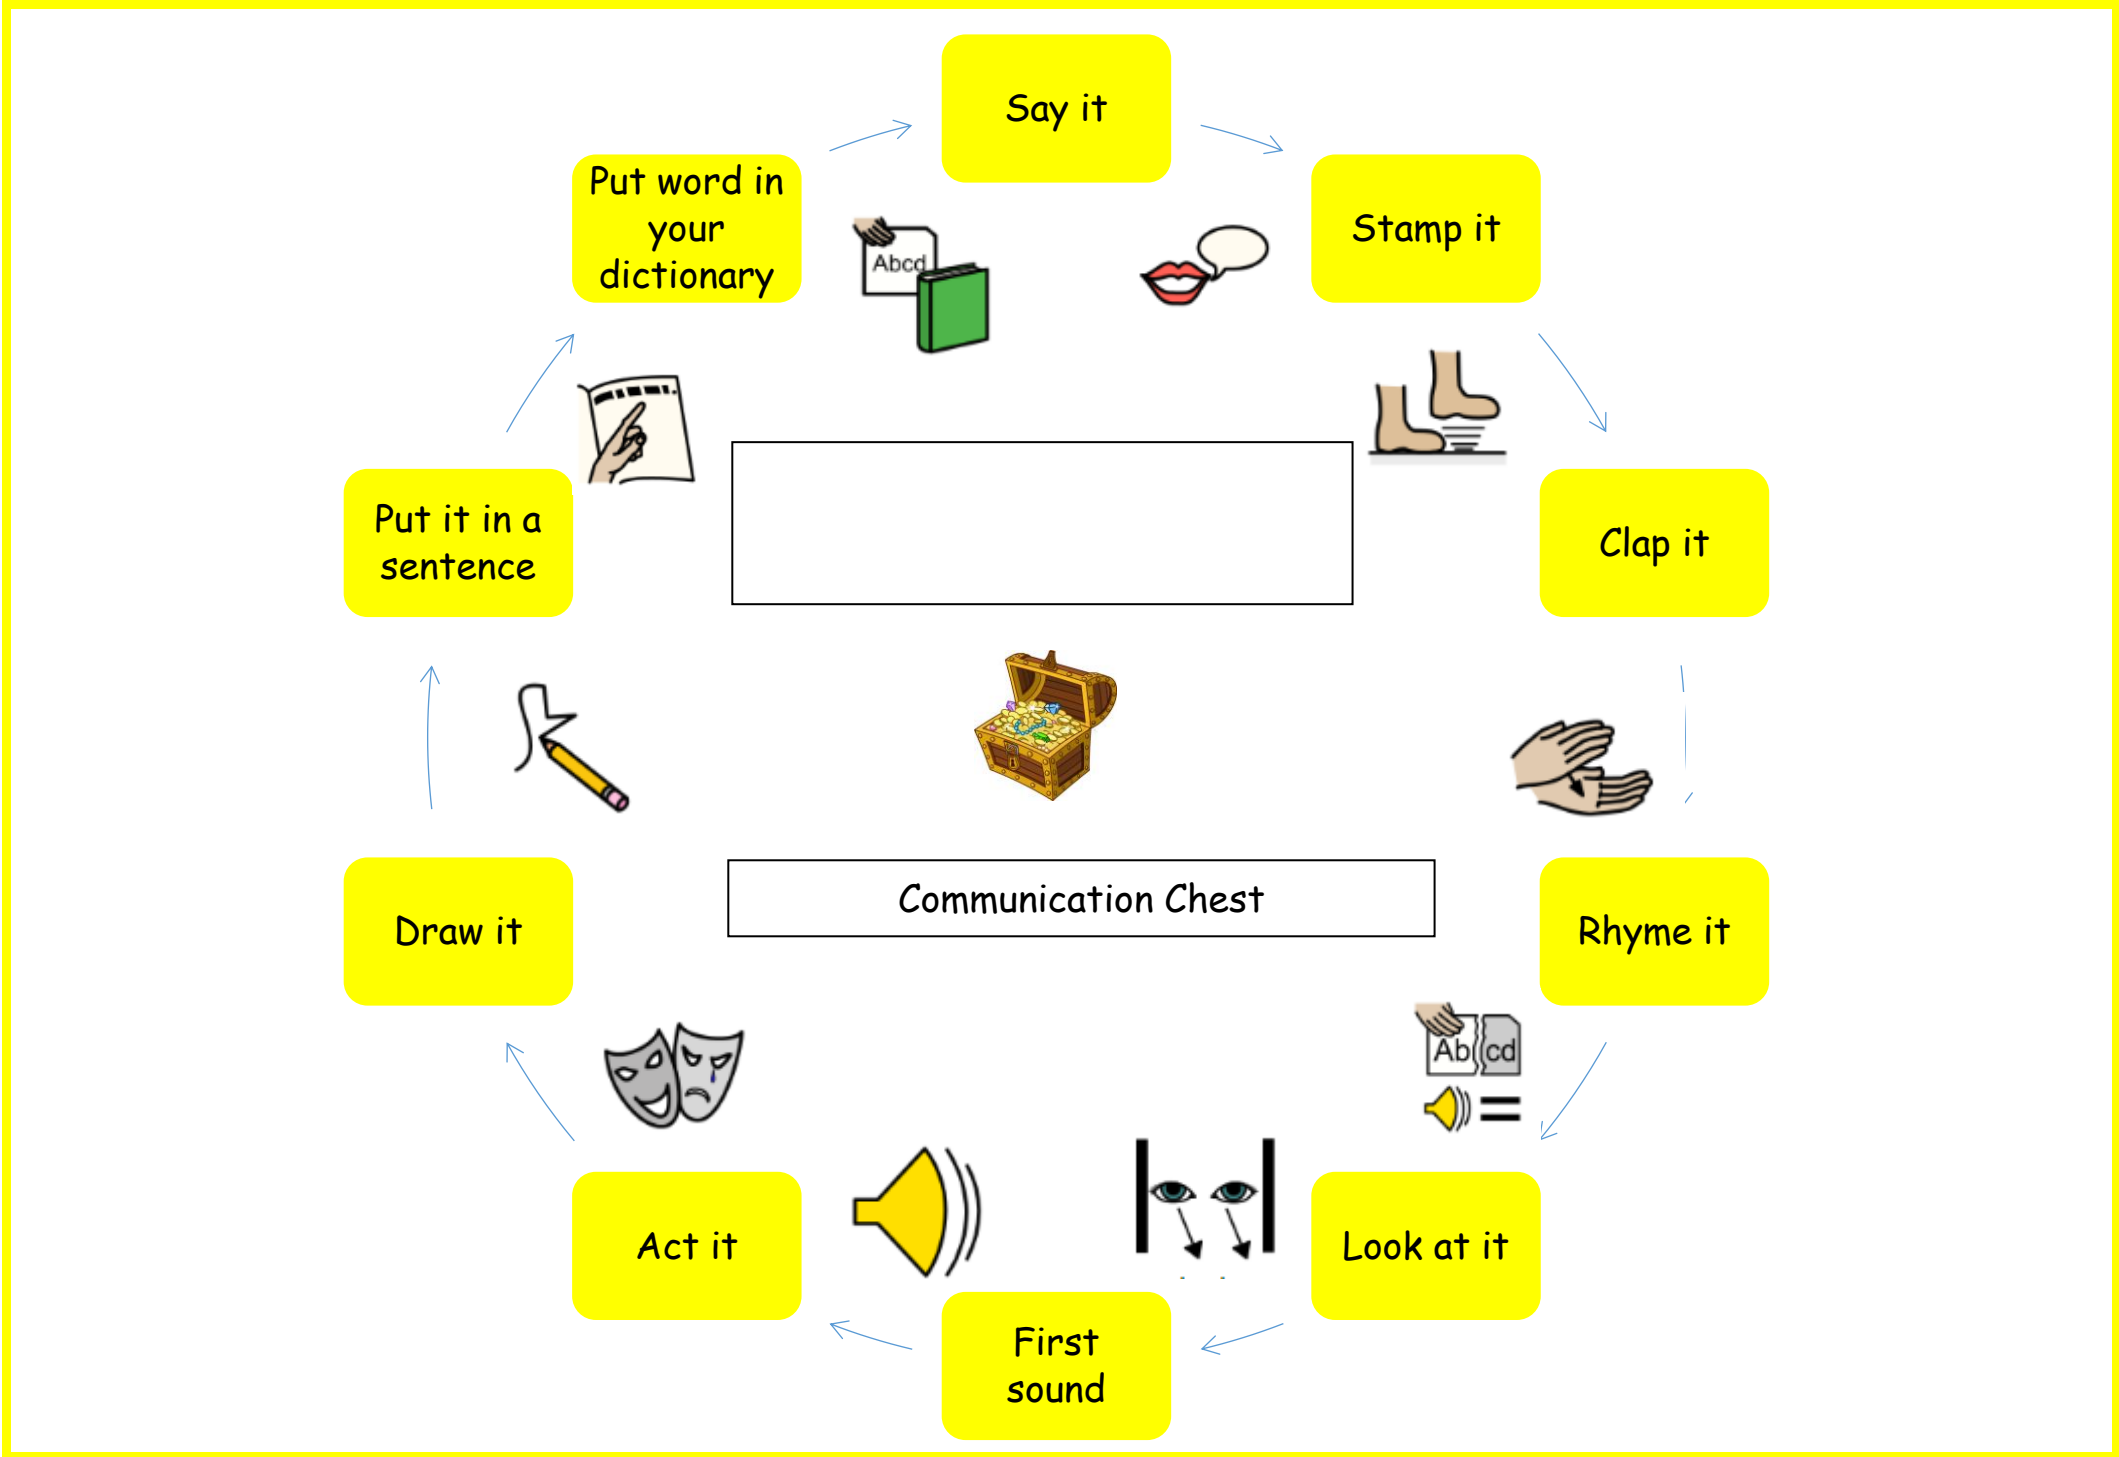 Say it
Stamp it
Clap it
Rhyme it
Look at it
First
sound
Act it
Draw it
Put it in a
sentence
Put word in
your
dictionary
Abcd
Ab cd
Communication Chest